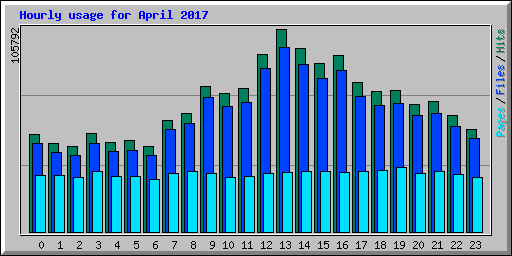 Hourly usage for April 2017
105792
Pages/Files/Hits
0 1 2 3 4 5 6 7 8 9 10 11 12 13 14 15 16 17 18 19 20 21 22 23